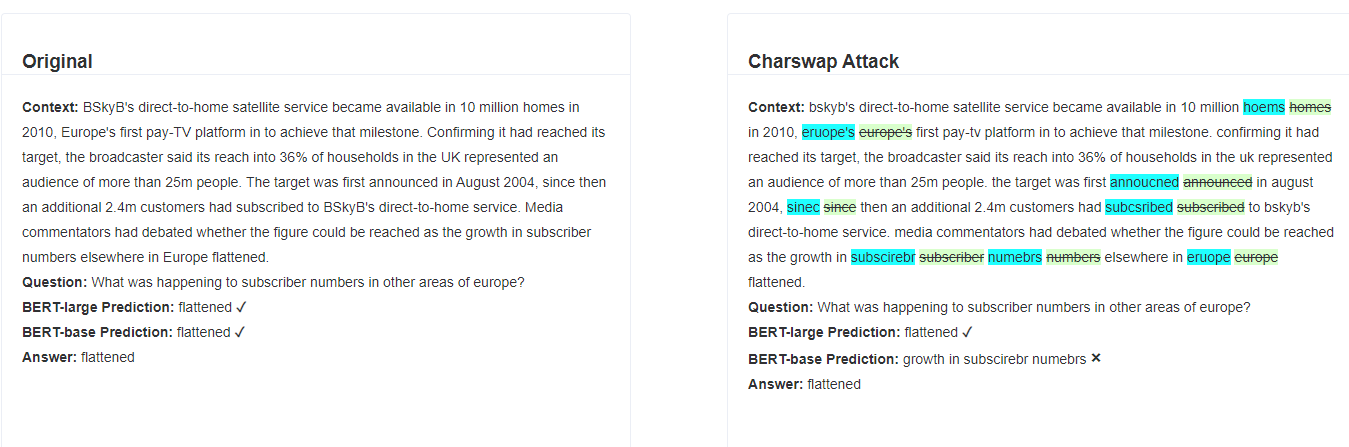 Original
Context: BSkyB's direct-to-home satellite service became available in 10 million homes in
2010, Europe's first pay-TV platform in to achieve that milestone. Confirming it had reached its
target, the broadcaster said its reach into 36% of households in the UK represented an
audience of more than 25m people. The target was first announced in August 2004, since then
an additional 2.4m customers had subscribed to BSkyB's direct-to-home service. Media
commentators had debated whether the figure could be reached as the growth in subscriber
numbers elsewhere in Europe flattened.
Question: What was happening to subscriber numbers in other areas of europe?
BERT-large Prediction: flattened ✓
BERT-base Prediction: flattened ✓
Answer: flattened
Charswap Attack
Context: bskyb's direct-to-home satellite service became available in 10 million hoems homes
in 2010, eruope's europe's first pay-tv platform in to achieve that milestone. confirming it had
reached its target, the broadcaster said its reach into 36% of households in the uk represented
an audience of more than 25m people. the target was first annoucned announced in august
2004, sinec since then an additional 2.4m customers had subcsribed subscribed to bskyb's
direct-to-home service. media commentators had debated whether the figure could be reached
as the growth in subscirebr subscriber numebrs numbers elsewhere in eruope europe
flattened.
Question: What was happening to subscriber numbers in other areas of europe?
BERT-large Prediction: flattened ✓
BERT-base Prediction: growth in subscirebr numebrs ×
Answer: flattened